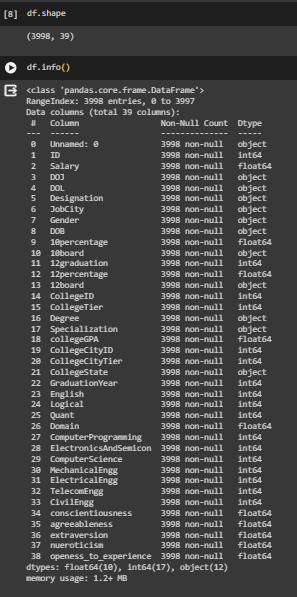 [8] df.shape
(3998, 39)
df.info()
<class 'pandas.core.frame.DataFrame'>
RangeIndex: 3998 entries, 0 to 3997
Data columns (total 39 columns):
 #   Column                 Non-Null Count  Dtype
---  ------                 --------------  -----
 0   Unnamed: 0             3998 non-null   object
 1   ID                     3998 non-null   int64
 2   Salary                 3998 non-null   float64
 3   DOJ                    3998 non-null   object
 4   DOL                    3998 non-null   object
 5   Designation            3998 non-null   object
 6   JobCity                3998 non-null   object
 7   Gender                 3998 non-null   object
 8   DOB                    3998 non-null   object
 9   10percentage           3998 non-null   float64
 10  10board                3998 non-null   object
 11  12graduation           3998 non-null   int64
 12  12percentage           3998 non-null   float64
 13  12board                3998 non-null   object
 14  CollegeID              3998 non-null   int64
 15  CollegeTier            3998 non-null   int64
 16  Degree                 3998 non-null   object
 17  Specialization         3998 non-null   object
 18  collegeGPA             3998 non-null   float64
 19  CollegeCityID          3998 non-null   int64
 20  CollegeCityTier        3998 non-null   int64
 21  CollegeState           3998 non-null   object
 22  GraduationYear         3998 non-null   int64
 23  English                3998 non-null   int64
 24  Logical                3998 non-null   int64
 25  Quant                  3998 non-null   int64
 26  Domain                 3998 non-null   float64
 27  ComputerProgramming    3998 non-null   int64
 28  ElectronicsAndSemicon  3998 non-null   int64
 29  ComputerScience        3998 non-null   int64
 30  MechanicalEngg         3998 non-null   int64
 31  ElectricalEngg         3998 non-null   int64
 32  TelecomEngg            3998 non-null   int64
 33  CivilEngg              3998 non-null   int64
 34  conscientiousness      3998 non-null   float64
 35  agreeableness          3998 non-null   float64
 36  extraversion           3998 non-null   float64
 37  nueroticism            3998 non-null   float64
 38  openess_to_experience  3998 non-null   float64
dtypes: float64(10), int64(17), object(12)
memory usage: 1.2+ MB